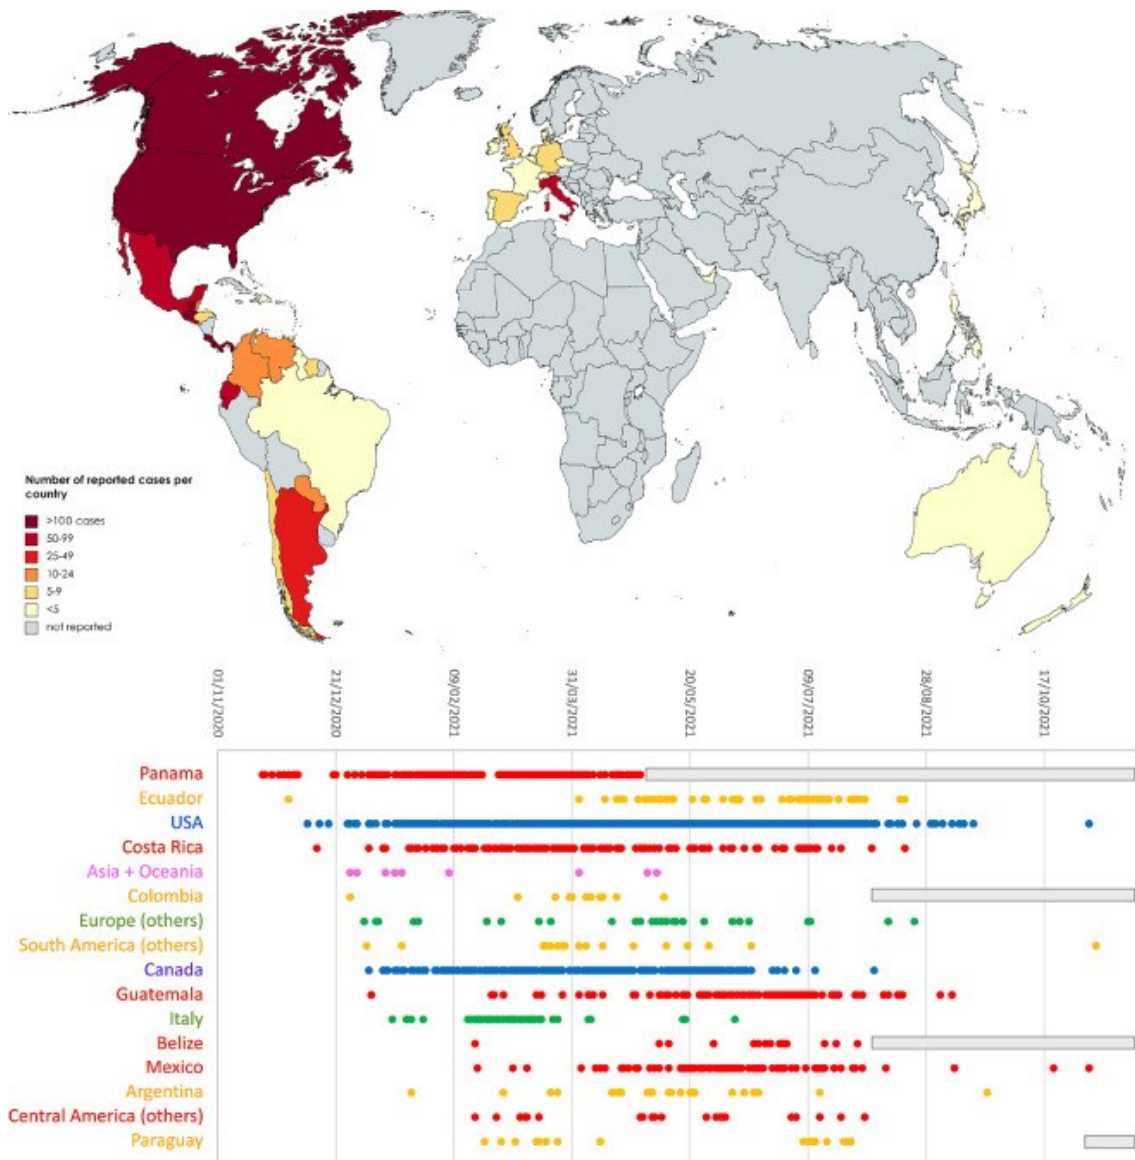 Number of reported cases per
country
>100 cases
50-99
25-49
10-24
5-9
<5
not reported
01/11/2020
21/12/2020
09/02/2021
31/03/2021
20/05/2021
09/07/2021
28/08/2021
17/10/2021
Panama
Ecuador
USA
Costa Rica
Asia + Oceania
Colombia
Europe (others)
South America (others)
Canada
Guatemala
Italy
Belize
Mexico
Argentina
Central America (others)
Paraguay